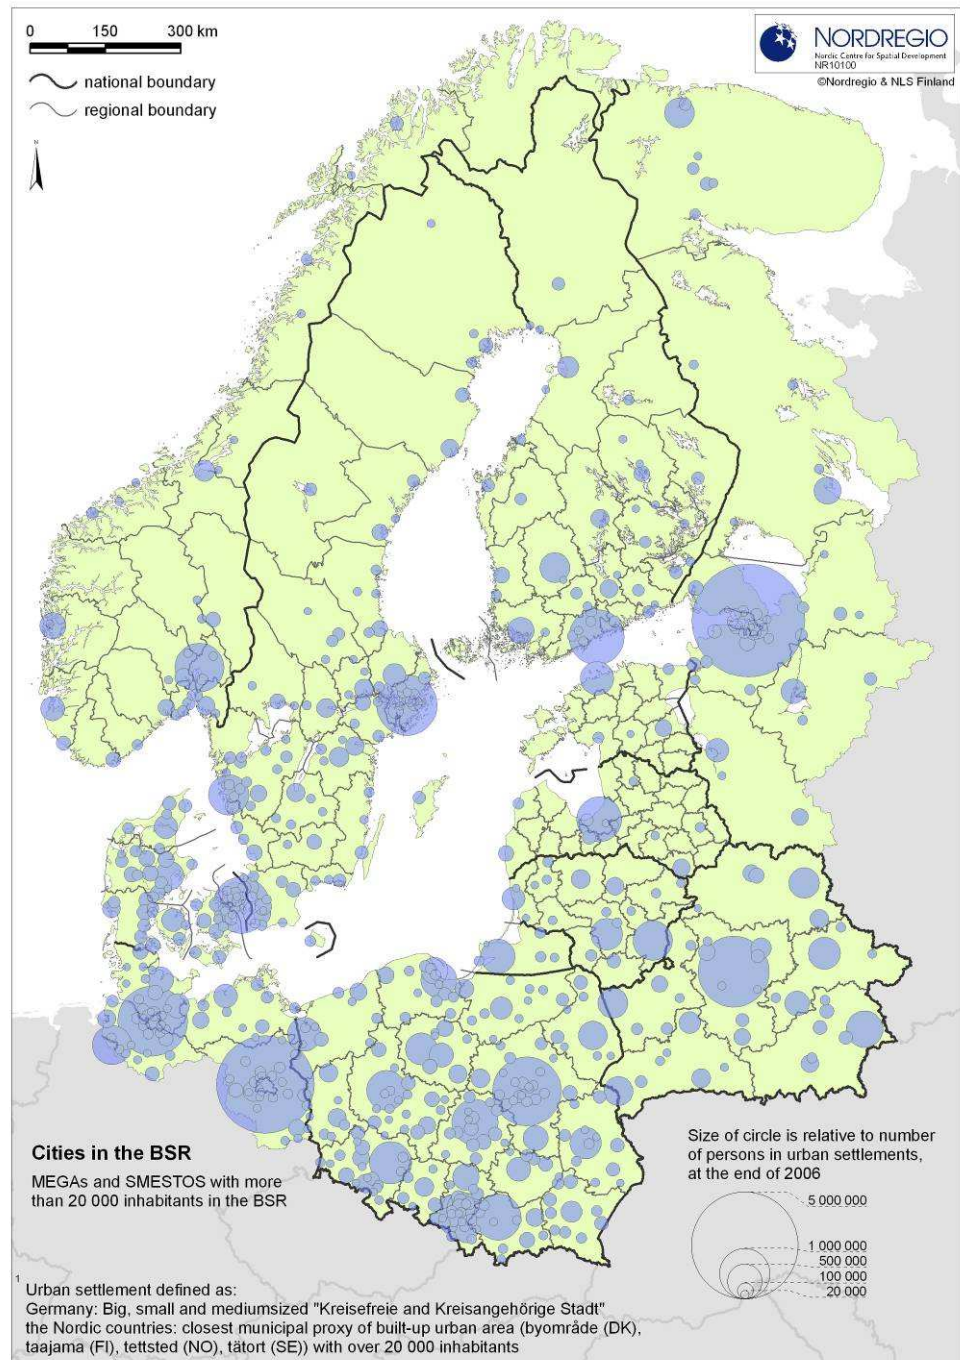 0 150 300 km
national boundary
regional boundary
N
NORDREGIO
Nordic Centre for Spatial Development
NR10100
©Nordregio & NLS Finland
Cities in the BSR
MEGAs and SMESTOS with more
than 20 000 inhabitants in the BSR
Size of circle is relative to number
of persons in urban settlements,
at the end of 2006
5 000 000
1 000 000
500 000
100 000
20 000
1
Urban settlement defined as:
Germany: Big, small and mediumsized "Kreisefreie and Kreisangehörige Stadt"
the Nordic countries: closest municipal proxy of built-up urban area (byområde (DK),
taajama (FI), tettsted (NO), tätort (SE)) with over 20 000 inhabitants